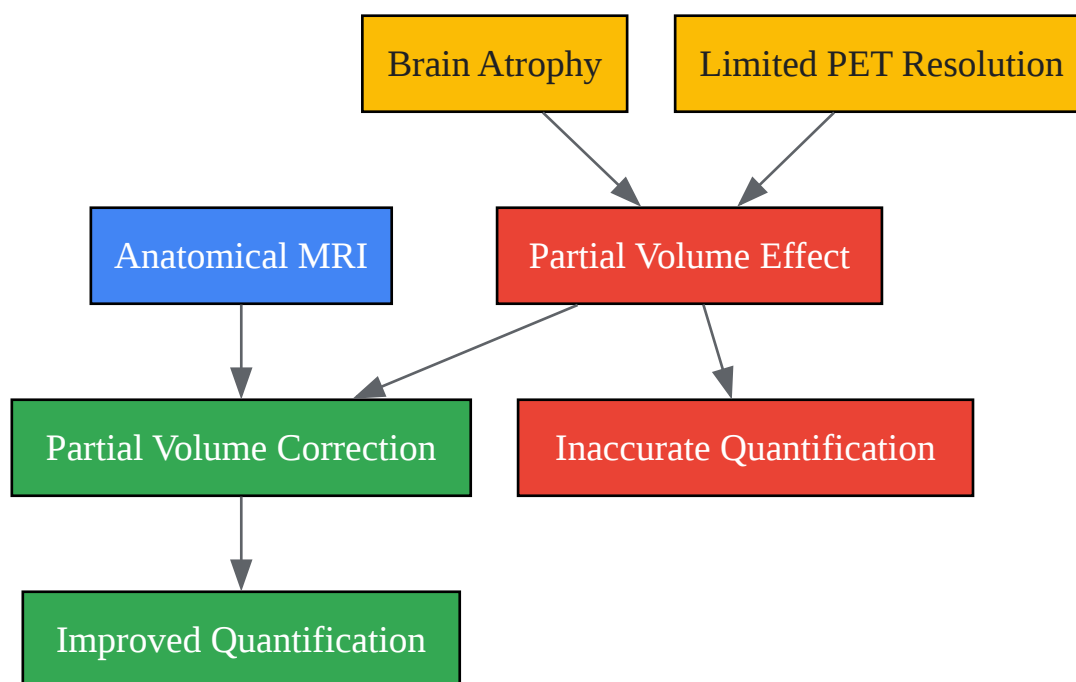 Brain Atrophy
Limited PET Resolution
Anatomical MRI
Partial Volume Effect
Partial Volume Correction
Inaccurate Quantification
Improved Quantification